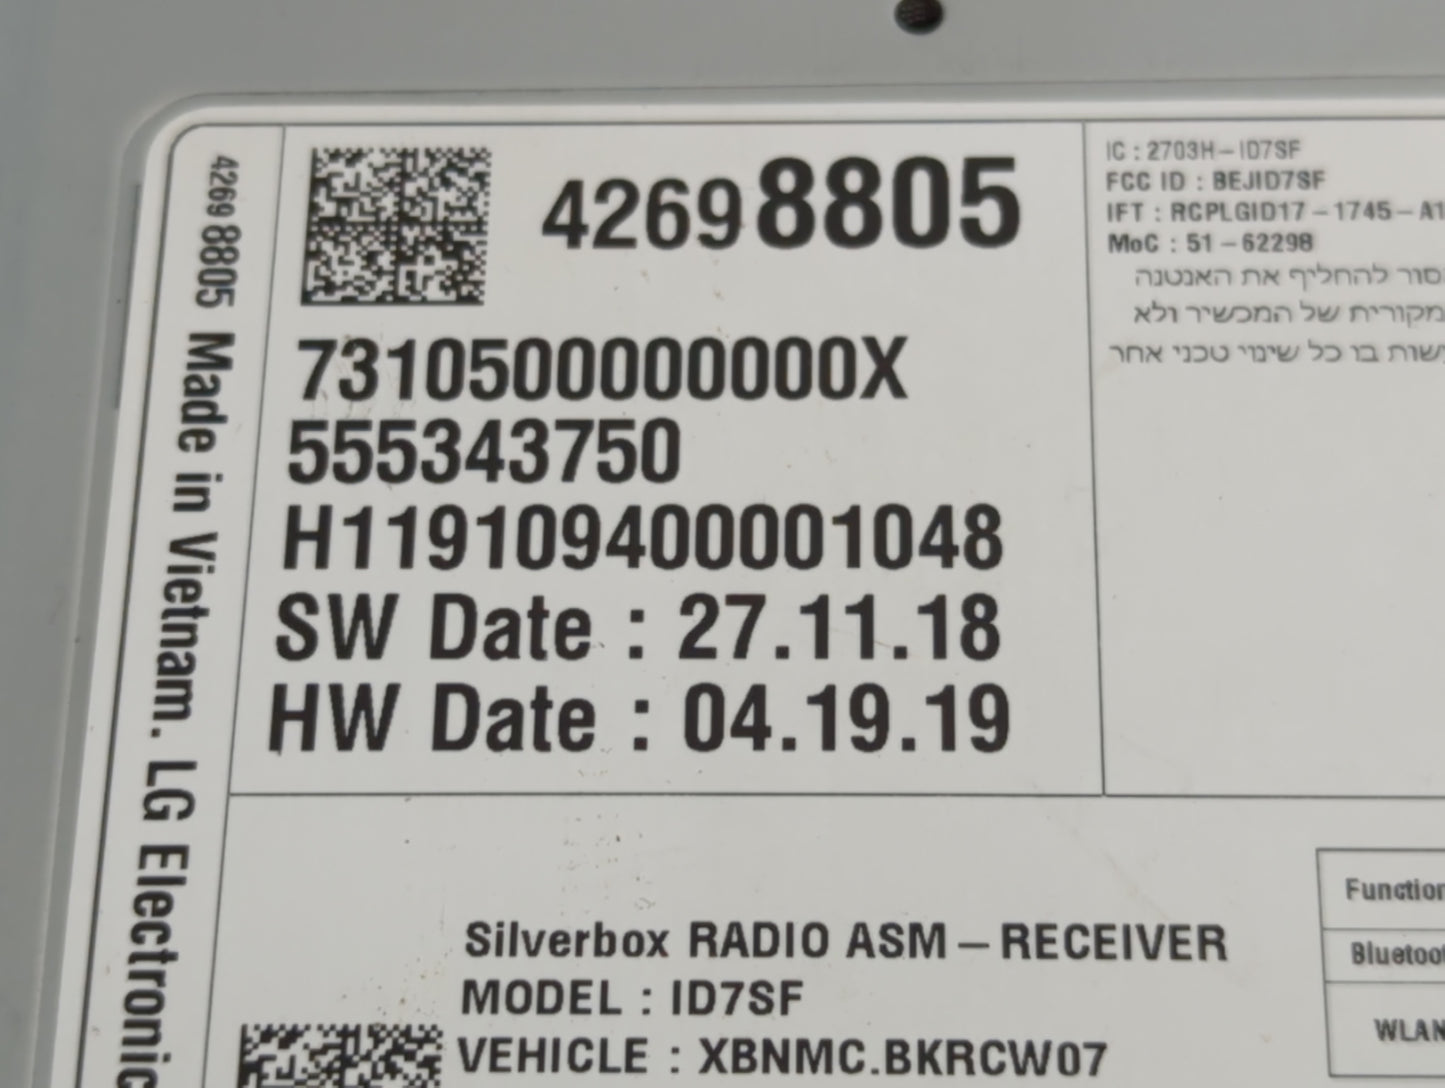 4269 8805 Made in Vietnam. LG Electronic
42698805
7310500000000X
555343750
H119109400001048
SW Date : 27.11.18
HW Date : 04.19.19
IC : 2703H-ID7SF
FCC ID : BEJID7SF
IFT : RCPLGID17-1745-A1
MoC : 51-62298
סור להחליף את האנטנה
מקורית של המכשיר ולא
שות בו כל שינוי טכני אחר
Silverbox RADIO ASM-RECEIVER
MODEL : ID7SF
VEHICLE : XBNMC.BKRCW07
Function
Bluetoot
WLAN